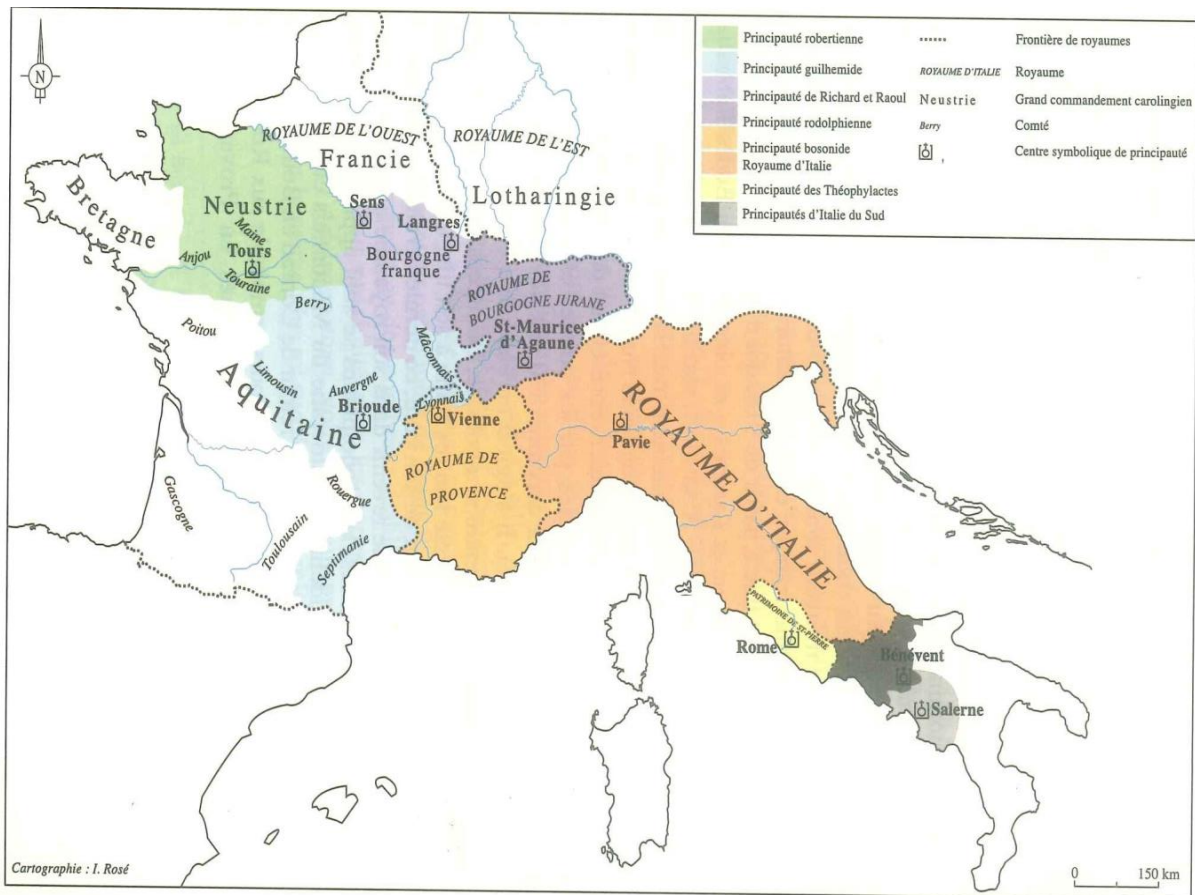 N
Principauté robertienne
Principauté guilhemide
Principauté de Richard et Raoul
Principauté rodolphienne
Principauté bosonide
Royaume d'Italie
Principauté des Théophylactes
Principautés d'Italie du Sud
Frontière de royaumes
ROYAUME D'ITALIE Royaume
Neustrie Grand commandement carolingien
Berry Comté
, Centre symbolique de principauté
ROYAUME DE L'OUEST
Francie
ROYAUME DE L'EST
Lotharingie
Bretagne
Neustrie
Maine
Anjou
Tours
Touraine
Sens
Langres
Bourgogne
franque
Berry
Poitou
ROYAUME DE
BOURGOGNE JURANE
St-Maurice
d'Agaune
Mâconnais
Limousin
Auvergne
Aquitaine
Brioude
Lyonnais
Vienne
ROYAUME DE
PROVENCE
Pavie
ROYAUME D'ITALIE
Gascogne
Toulousain
Rouergue
Septimanie
PATRIMOINE DE ST-PIERRE
Rome
Bénévent
Salerne
Cartographie : I. Rosé
0 150 km